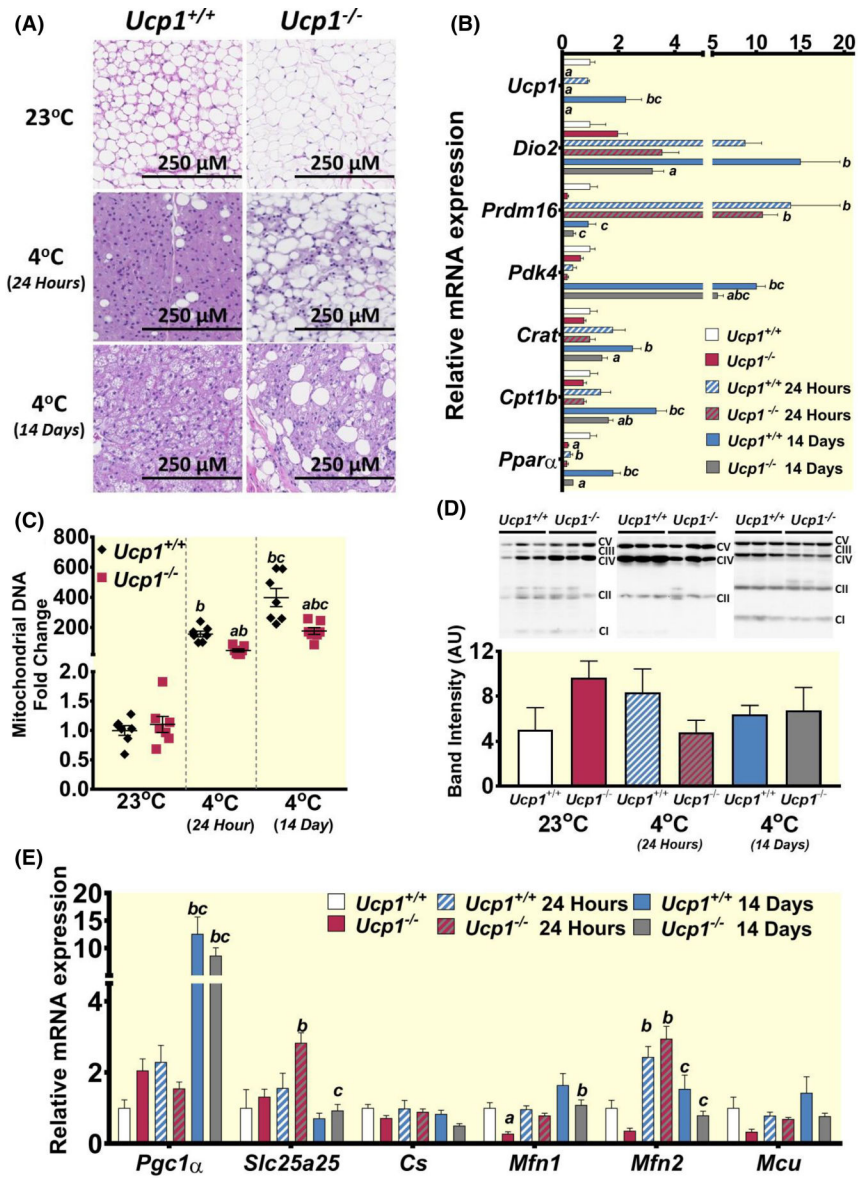 (A)
Ucp1+/+ Ucp1-/-
23°C
250 µM 250 µM
4°C
(24 Hours)
250 µM 250 µM
4°C
(14 Days)
250 µM 250 µM
(B)
0 2 4 5 10 15 20
Relative mRNA expression
Ucp1
a
a
bc
a
Dio2
b
a
Prdm16
b
b
c
c
Pdk4
bc
abc
Crat
b
a
Cpt1b
bc
ab
Pparα
a
b
bc
a
Ucp1+/+
Ucp1-/-
Ucp1+/+ 24 Hours
Ucp1-/- 24 Hours
Ucp1+/+ 14 Days
Ucp1-/- 14 Days
(C)
Mitochondrial DNA
Fold Change
800
600
400
200
2.0
1.5
1.0
0.5
0.0
Ucp1+/+
Ucp1-/-
b ab bc abc
23°C 4°C 4°C
(24 Hour) (14 Day)
(D)
Ucp1+/+ Ucp1-/- Ucp1+/+ Ucp1-/- Ucp1+/+ Ucp1-/-
CV
CIII
CIV
CII
CI
CV
CIII
CIV
CII
CV
CIII
CIV
CII
CI
Band Intensity (AU)
12
8
4
0
Ucp1+/+ Ucp1-/- Ucp1+/+ Ucp1-/- Ucp1+/+ Ucp1-/-
23°C 4°C 4°C
(24 Hours) (14 Days)
(E)
Relative mRNA expression
20
15
10
4
2
0
Ucp1+/+ Ucp1+/+ 24 Hours Ucp1+/+ 14 Days
Ucp1-/- Ucp1-/- 24 Hours Ucp1-/- 14 Days
bc bc b c a b b b c c
Pgc1α Slc25a25 Cs Mfn1 Mfn2 Mcu